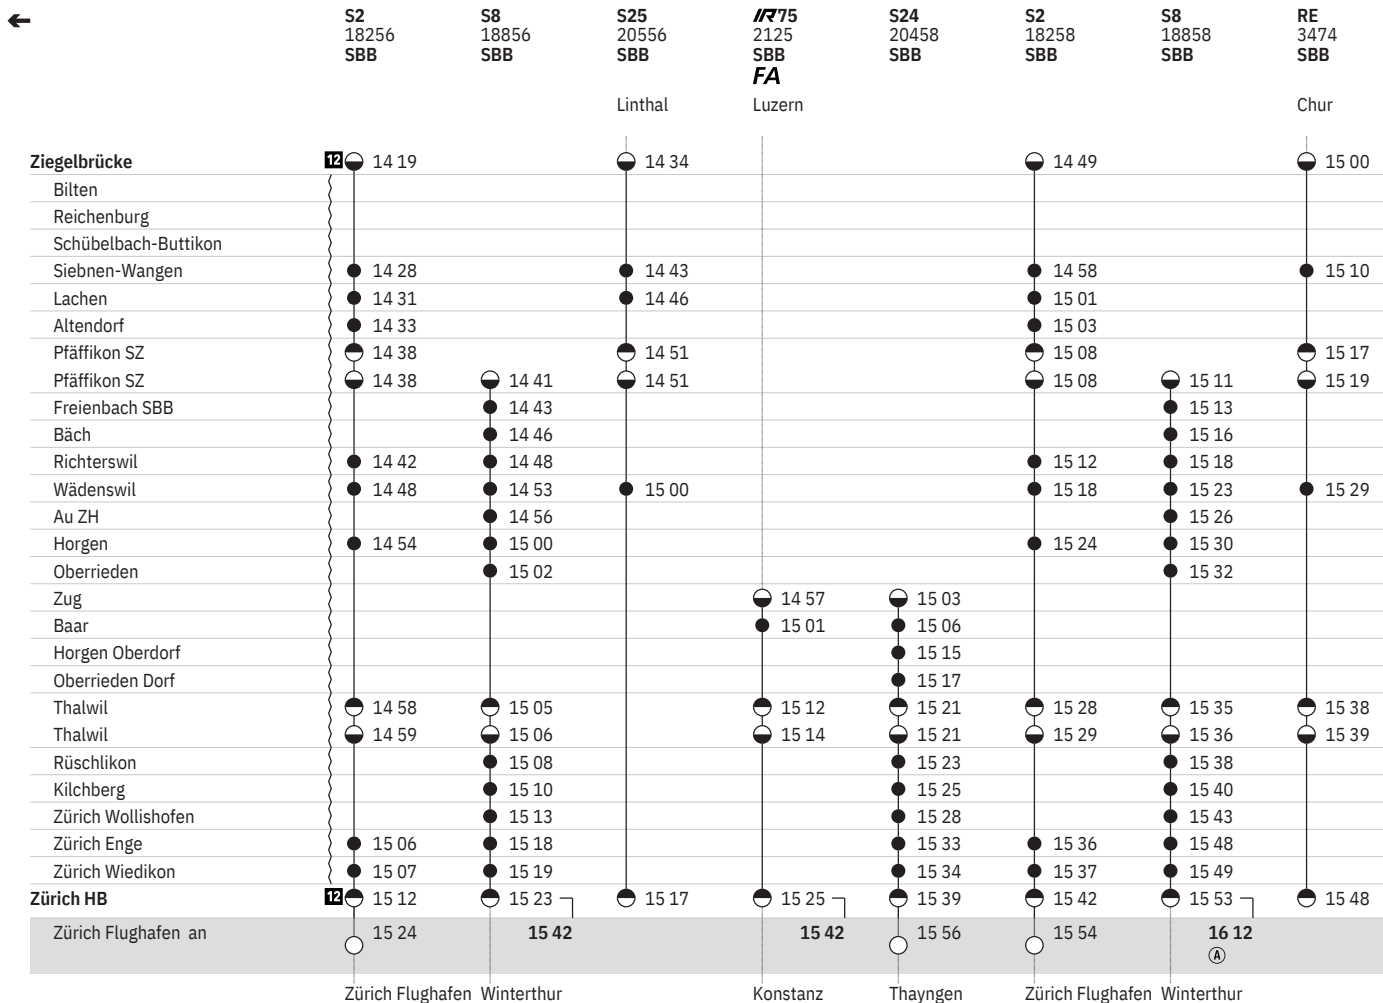 ← S2 S8 S25 IR75 S24 S2 S8 RE
18256 18856 20556 2125 20458 18258 18858 3474
SBB SBB SBB SBB SBB SBB SBB SBB
FA
Linthal Luzern Chur
Ziegelbrücke 12 14 19 14 34 14 49 15 00
Bilten
Reichenburg
Schübelbach-Buttikon
Siebnen-Wangen 14 28 14 43 14 58 15 10
Lachen 14 31 14 46 15 01
Altendorf 14 33 15 03
Pfäffikon SZ 14 38 14 51 15 08 15 17
Pfäffikon SZ 14 38 14 41 14 51 15 08 15 11 15 19
Freienbach SBB 14 43 15 13
Bäch 14 46 15 16
Richterswil 14 42 14 48 15 12 15 18
Wädenswil 14 48 14 53 15 00 15 18 15 23 15 29
Au ZH 14 56 15 26
Horgen 14 54 15 00 15 24 15 30
Oberrieden 15 02 15 32
Zug 14 57 15 03
Baar 15 01 15 06
Horgen Oberdorf 15 15
Oberrieden Dorf 15 17
Thalwil 14 58 15 05 15 12 15 21 15 28 15 35 15 38
Thalwil 14 59 15 06 15 14 15 21 15 29 15 36 15 39
Rüschlikon 15 08 15 23 15 38
Kilchberg 15 10 15 25 15 40
Zürich Wollishofen 15 13 15 28 15 43
Zürich Enge 15 06 15 18 15 33 15 36 15 48
Zürich Wiedikon 15 07 15 19 15 34 15 37 15 49
Zürich HB 12 15 12 15 23 15 17 15 25 15 39 15 42 15 53 15 48
Zürich Flughafen an 15 24 15 42 15 42 15 56 15 54 16 12
Ⓐ
Zürich Flughafen Winterthur Konstanz Thayngen Zürich Flughafen Winterthur